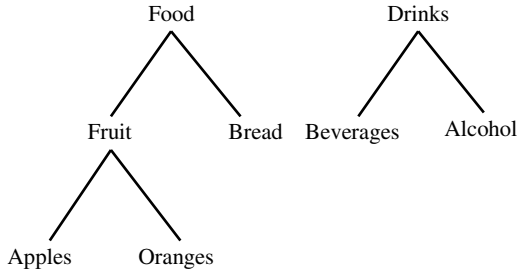 Food
Drinks
Fruit
Bread
Beverages
Alcohol
Apples
Oranges